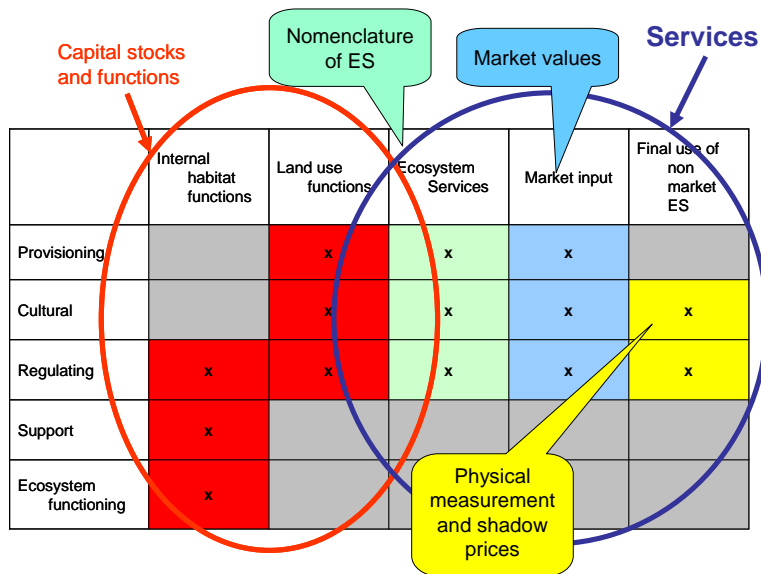 Capital stocks
and functions
Nomenclature
of ES
Market values
Services
Internal
habitat
functions
Land use
functions
Ecosystem
Services
Market input
Final use of
non
market
ES
Provisioning
x
x
x
Cultural
x
x
x
x
Regulating
x
x
x
x
x
Support
x
Ecosystem
functioning
x
Physical
measurement
and shadow
prices